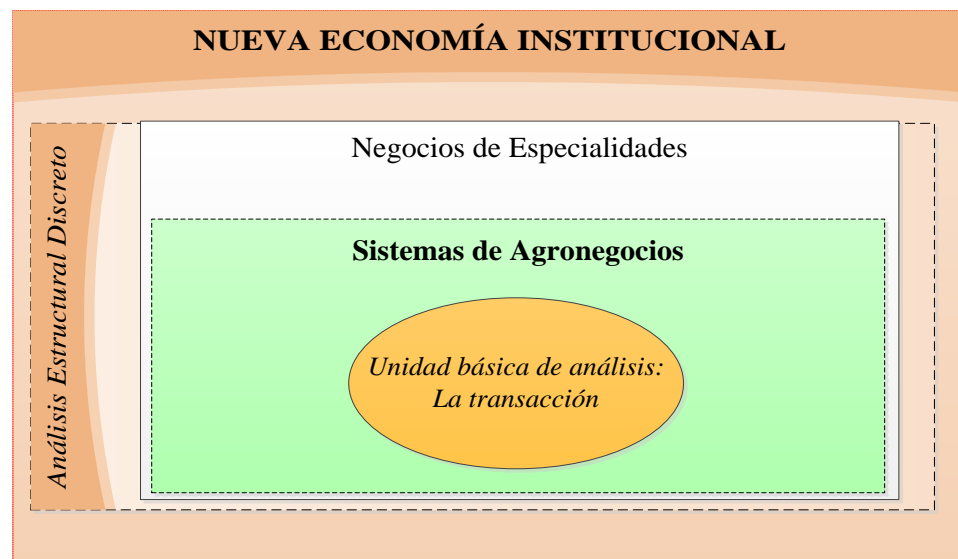 NUEVA ECONOMÍA INSTITUCIONAL
Análisis Estructural Discreto
Negocios de Especialidades
Sistemas de Agronegocios
Unidad básica de análisis:
La transacción